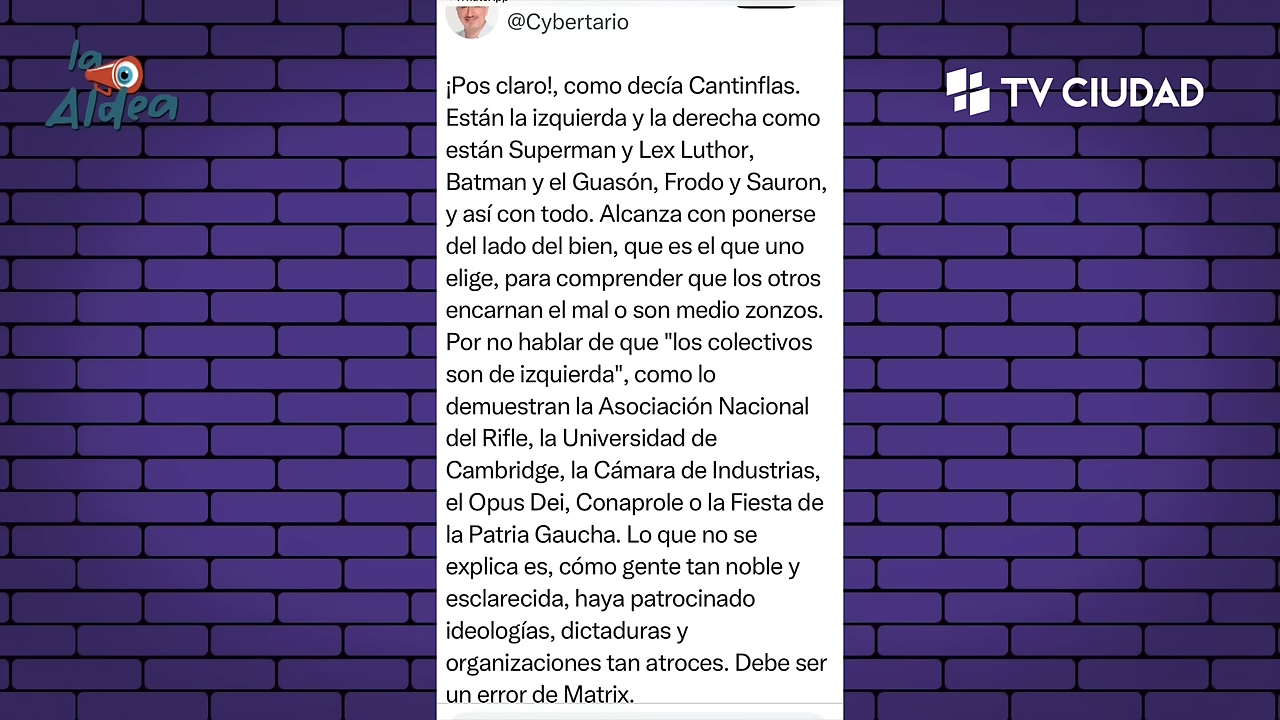 la
Aldea
TV CIUDAD
@Cybertario
¡Pos claro!, como decía Cantinflas.
Están la izquierda y la derecha como
están Superman y Lex Luthor,
Batman y el Guasón, Frodo y Sauron,
y así con todo. Alcanza con ponerse
del lado del bien, que es el que uno
elige, para comprender que los otros
encarnan el mal o son medio zonzos.
Por no hablar de que "los colectivos
son de izquierda", como lo
demuestran la Asociación Nacional
del Rifle, la Universidad de
Cambridge, la Cámara de Industrias,
el Opus Dei, Conaprole o la Fiesta de
la Patria Gaucha. Lo que no se
explica es, cómo gente tan noble y
esclarecida, haya patrocinado
ideologías, dictaduras y
organizaciones tan atroces. Debe ser
un error de Matrix.